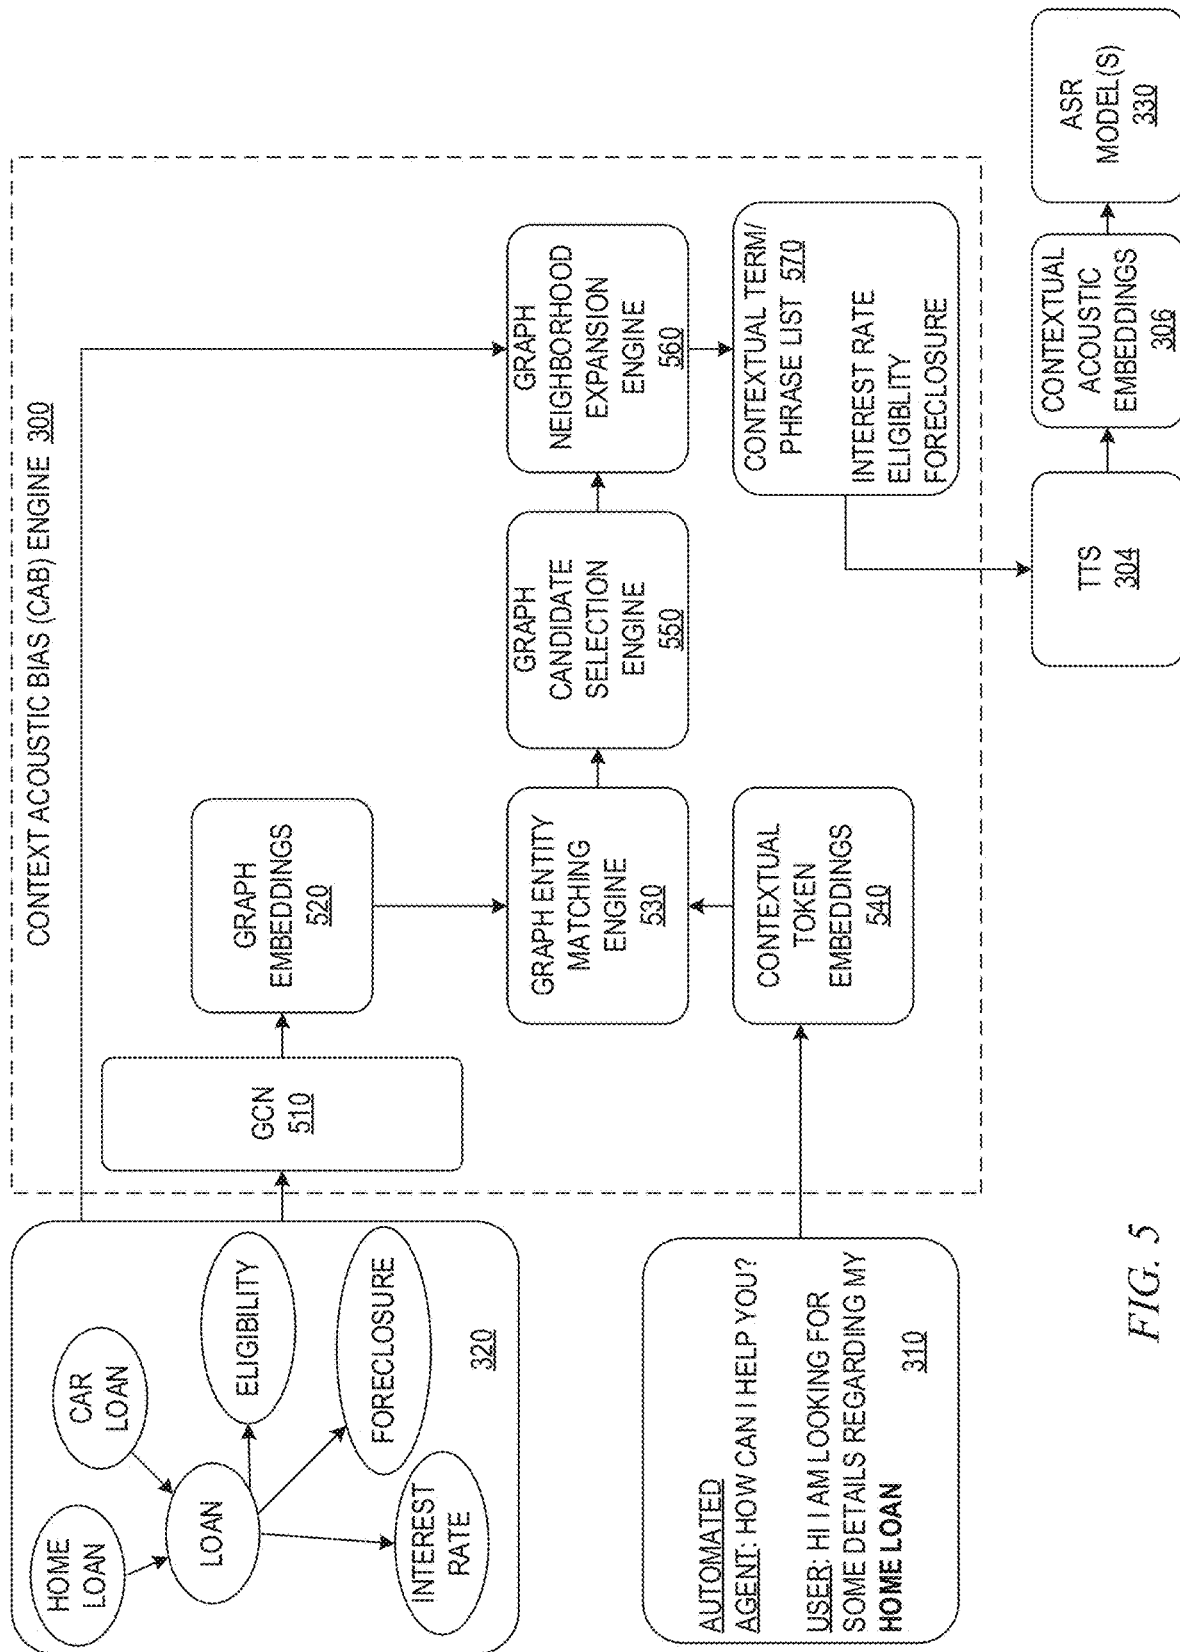 CONTEXT ACOUSTIC BIAS (CAB) ENGINE 300
HOME
LOAN
CAR
LOAN
LOAN
ELIGIBILITY
FORECLOSURE
INTEREST
RATE
320
GCN
510
GRAPH
EMBEDDINGS
520
GRAPH ENTITY
MATCHING
ENGINE
530
GRAPH
CANDIDATE
SELECTION
ENGINE
550
GRAPH
NEIGHBORHOOD
EXPANSION
ENGINE
560
AUTOMATED
AGENT: HOW CAN I HELP YOU?
USER: HI I AM LOOKING FOR
SOME DETAILS REGARDING MY
HOME LOAN
310
CONTEXTUAL
TOKEN
EMBEDDINGS
540
CONTEXTUAL TERM/
PHRASE LIST 570
INTEREST RATE
ELIGIBLITY
FORECLOSURE
TTS
304
CONTEXTUAL
ACOUSTIC
EMBEDDINGS
306
ASR
MODEL(S)
330
FIG. 5